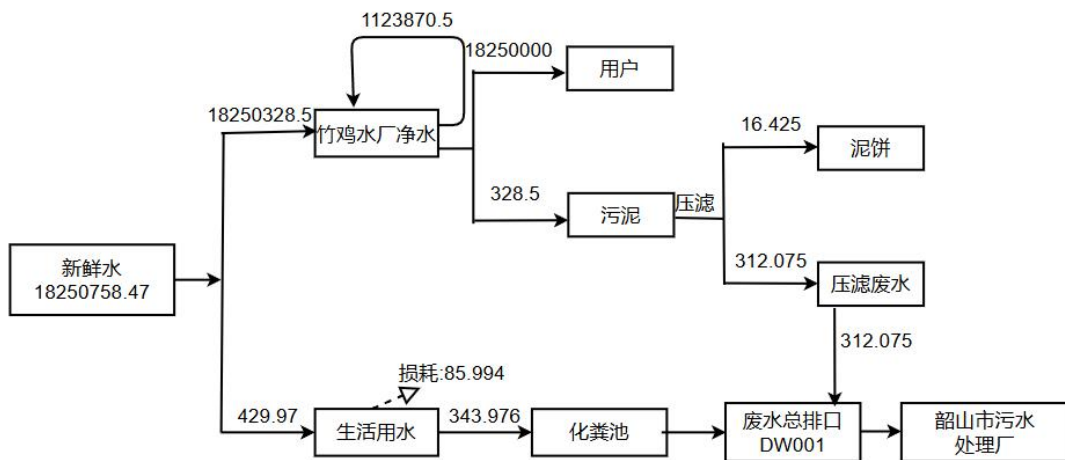 1123870.5
18250000
用户
18250328.5
竹鸡水厂净水
16.425
泥饼
328.5
污泥
压滤
新鲜水
18250758.47
312.075
压滤废水
312.075
损耗:85.994
429.97
生活用水
343.976
化粪池
废水总排口
DW001
韶山市污水
处理厂